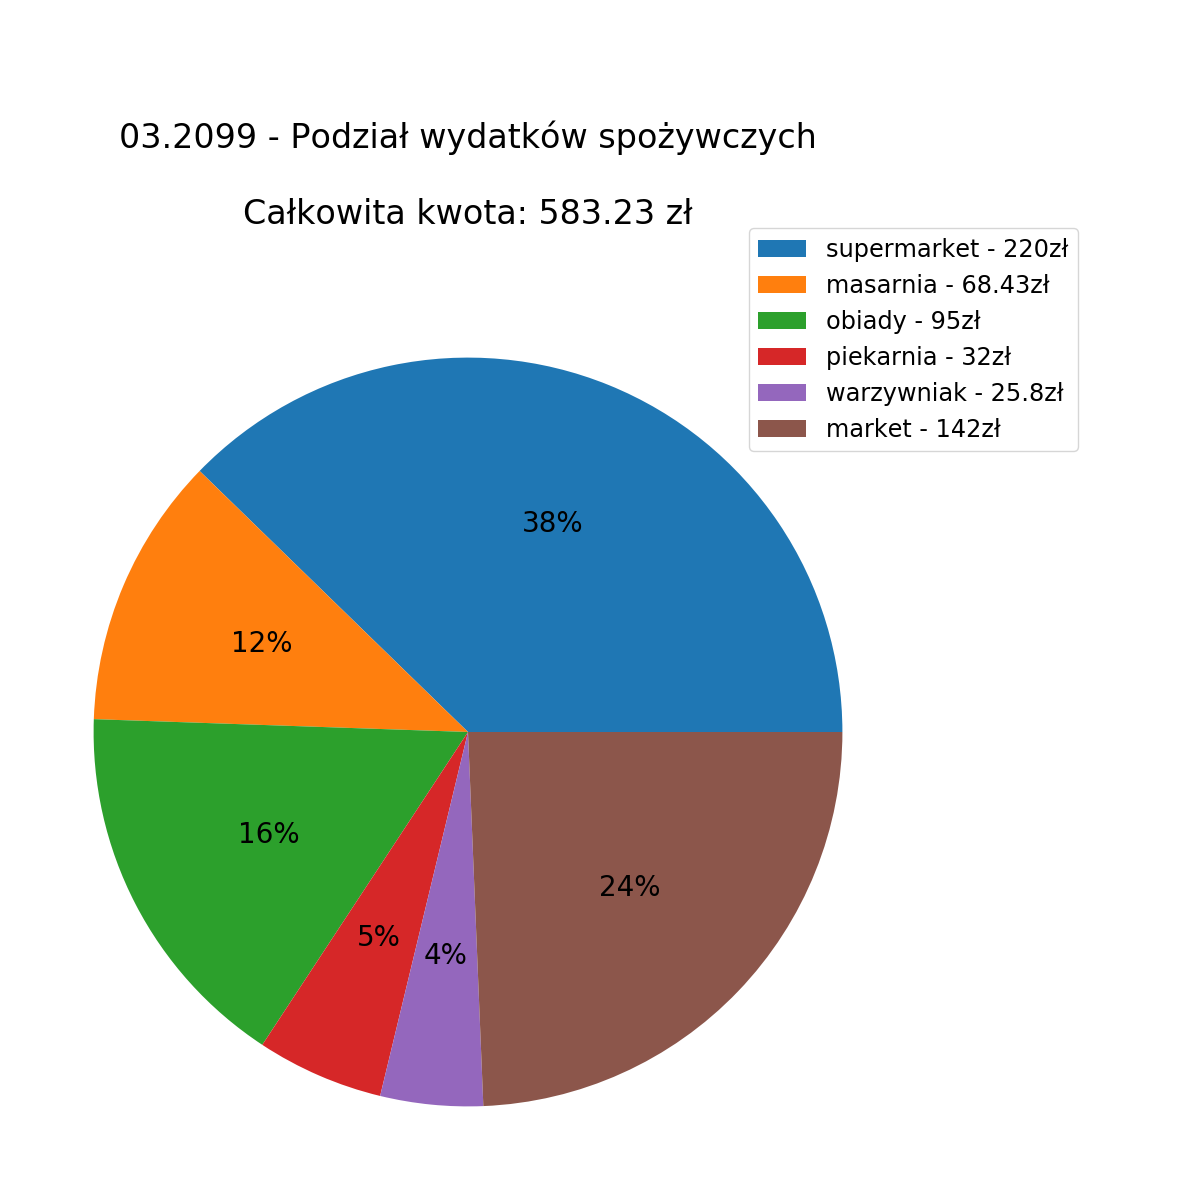 03.2099 - Podział wydatków spożywczych
Całkowita kwota: 583.23 zł
supermarket - 220zł
masarnia - 68.43zł
obiady - 95zł
piekarnia - 32zł
warzywniak - 25.8zł
market - 142zł
38%
12%
16%
5%
4%
24%